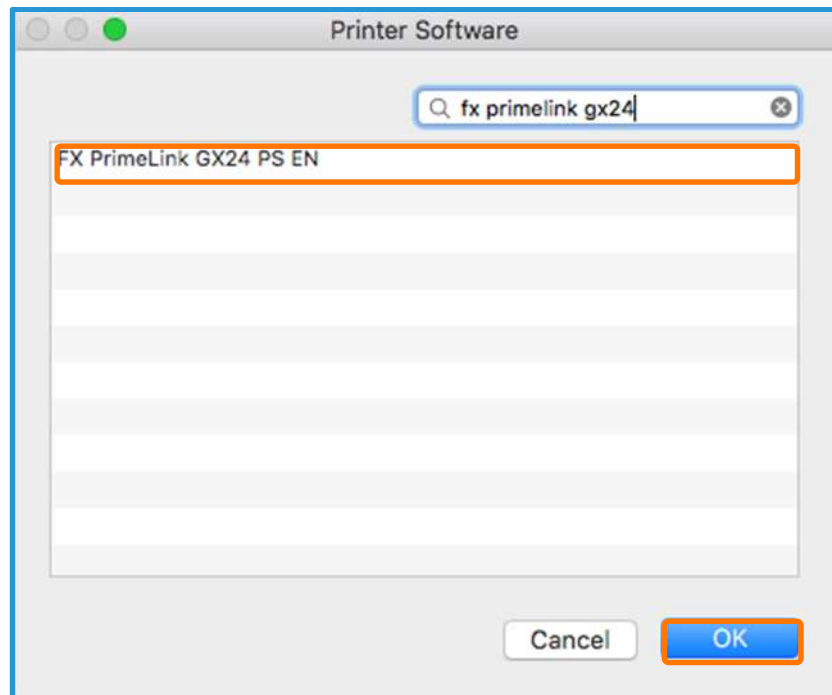 Printer Software
fx primelink gx24
FX PrimeLink GX24 PS EN
Cancel
OK